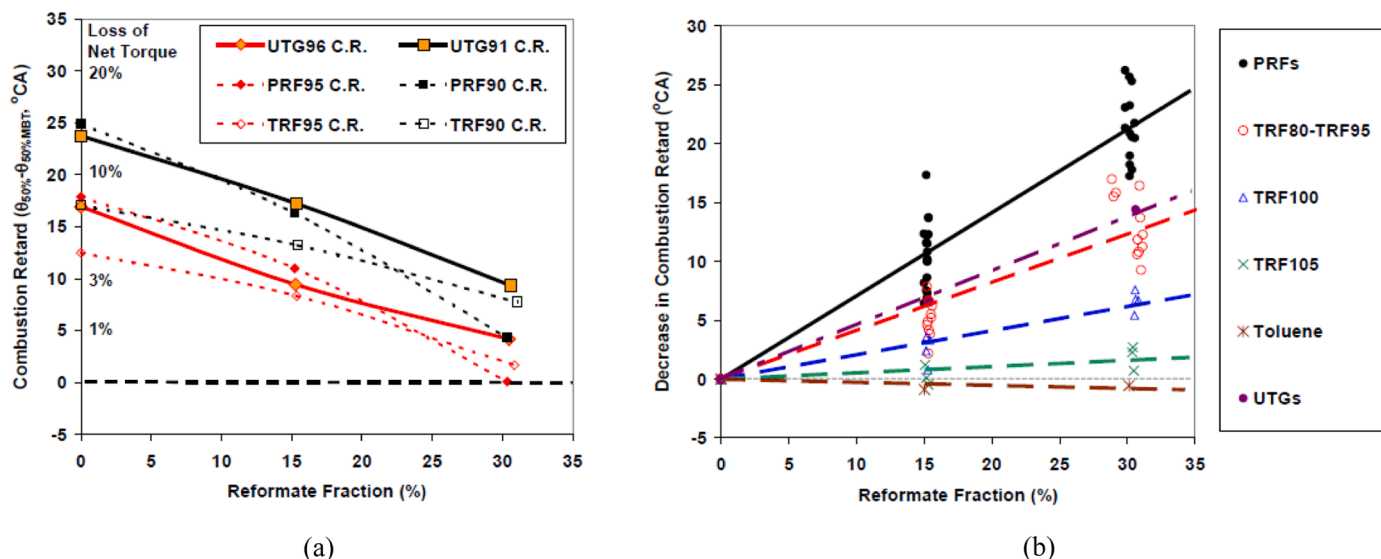 35
30
25
20
15
10
5
0
-5
0
5
10
15
20
25
30
35
Combustion Retard (θ50%-θ50%MBT, °CA)
Reformate Fraction (%)
Loss of
Net Torque
20%
10%
3%
1%
UTG96 C.R.
UTG91 C.R.
PRF95 C.R.
PRF90 C.R.
TRF95 C.R.
TRF90 C.R.
(a)
30
25
20
15
10
5
0
-5
0
5
10
15
20
25
30
35
Decrease in Combustion Retard (°CA)
Reformate Fraction (%)
PRFs
TRF80-TRF95
TRF100
TRF105
Toluene
UTGs
(b)